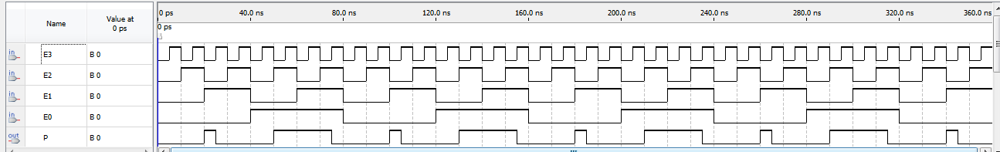 Name Value at 0 ps
0 ps 40.0 ns 80.0 ns 120.0 ns 160.0 ns 200.0 ns 240.0 ns 280.0 ns 320.0 ns 360.0 ns
0 ps
in E3 B 0
in E2 B 0
in E1 B 0
in E0 B 0
out P B 0